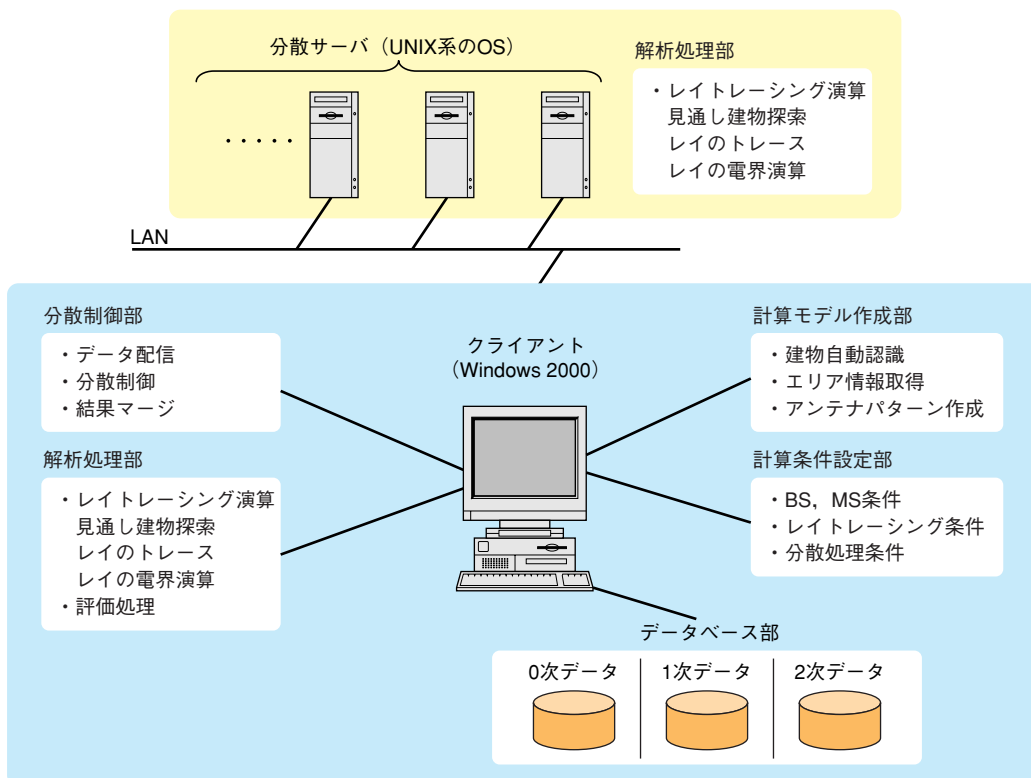 分散サーバ（UNIX系のOS）
解析処理部
・レイトレーシング演算
見通し建物探索
レイのトレース
レイの電界演算
・・・・・
LAN
分散制御部
・データ配信
・分散制御
・結果マージ
クライアント
（Windows 2000）
計算モデル作成部
・建物自動認識
・エリア情報取得
・アンテナパターン作成
解析処理部
・レイトレーシング演算
見通し建物探索
レイのトレース
レイの電界演算
・評価処理
計算条件設定部
・BS，MS条件
・レイトレーシング条件
・分散処理条件
データベース部
0次データ
1次データ
2次データ